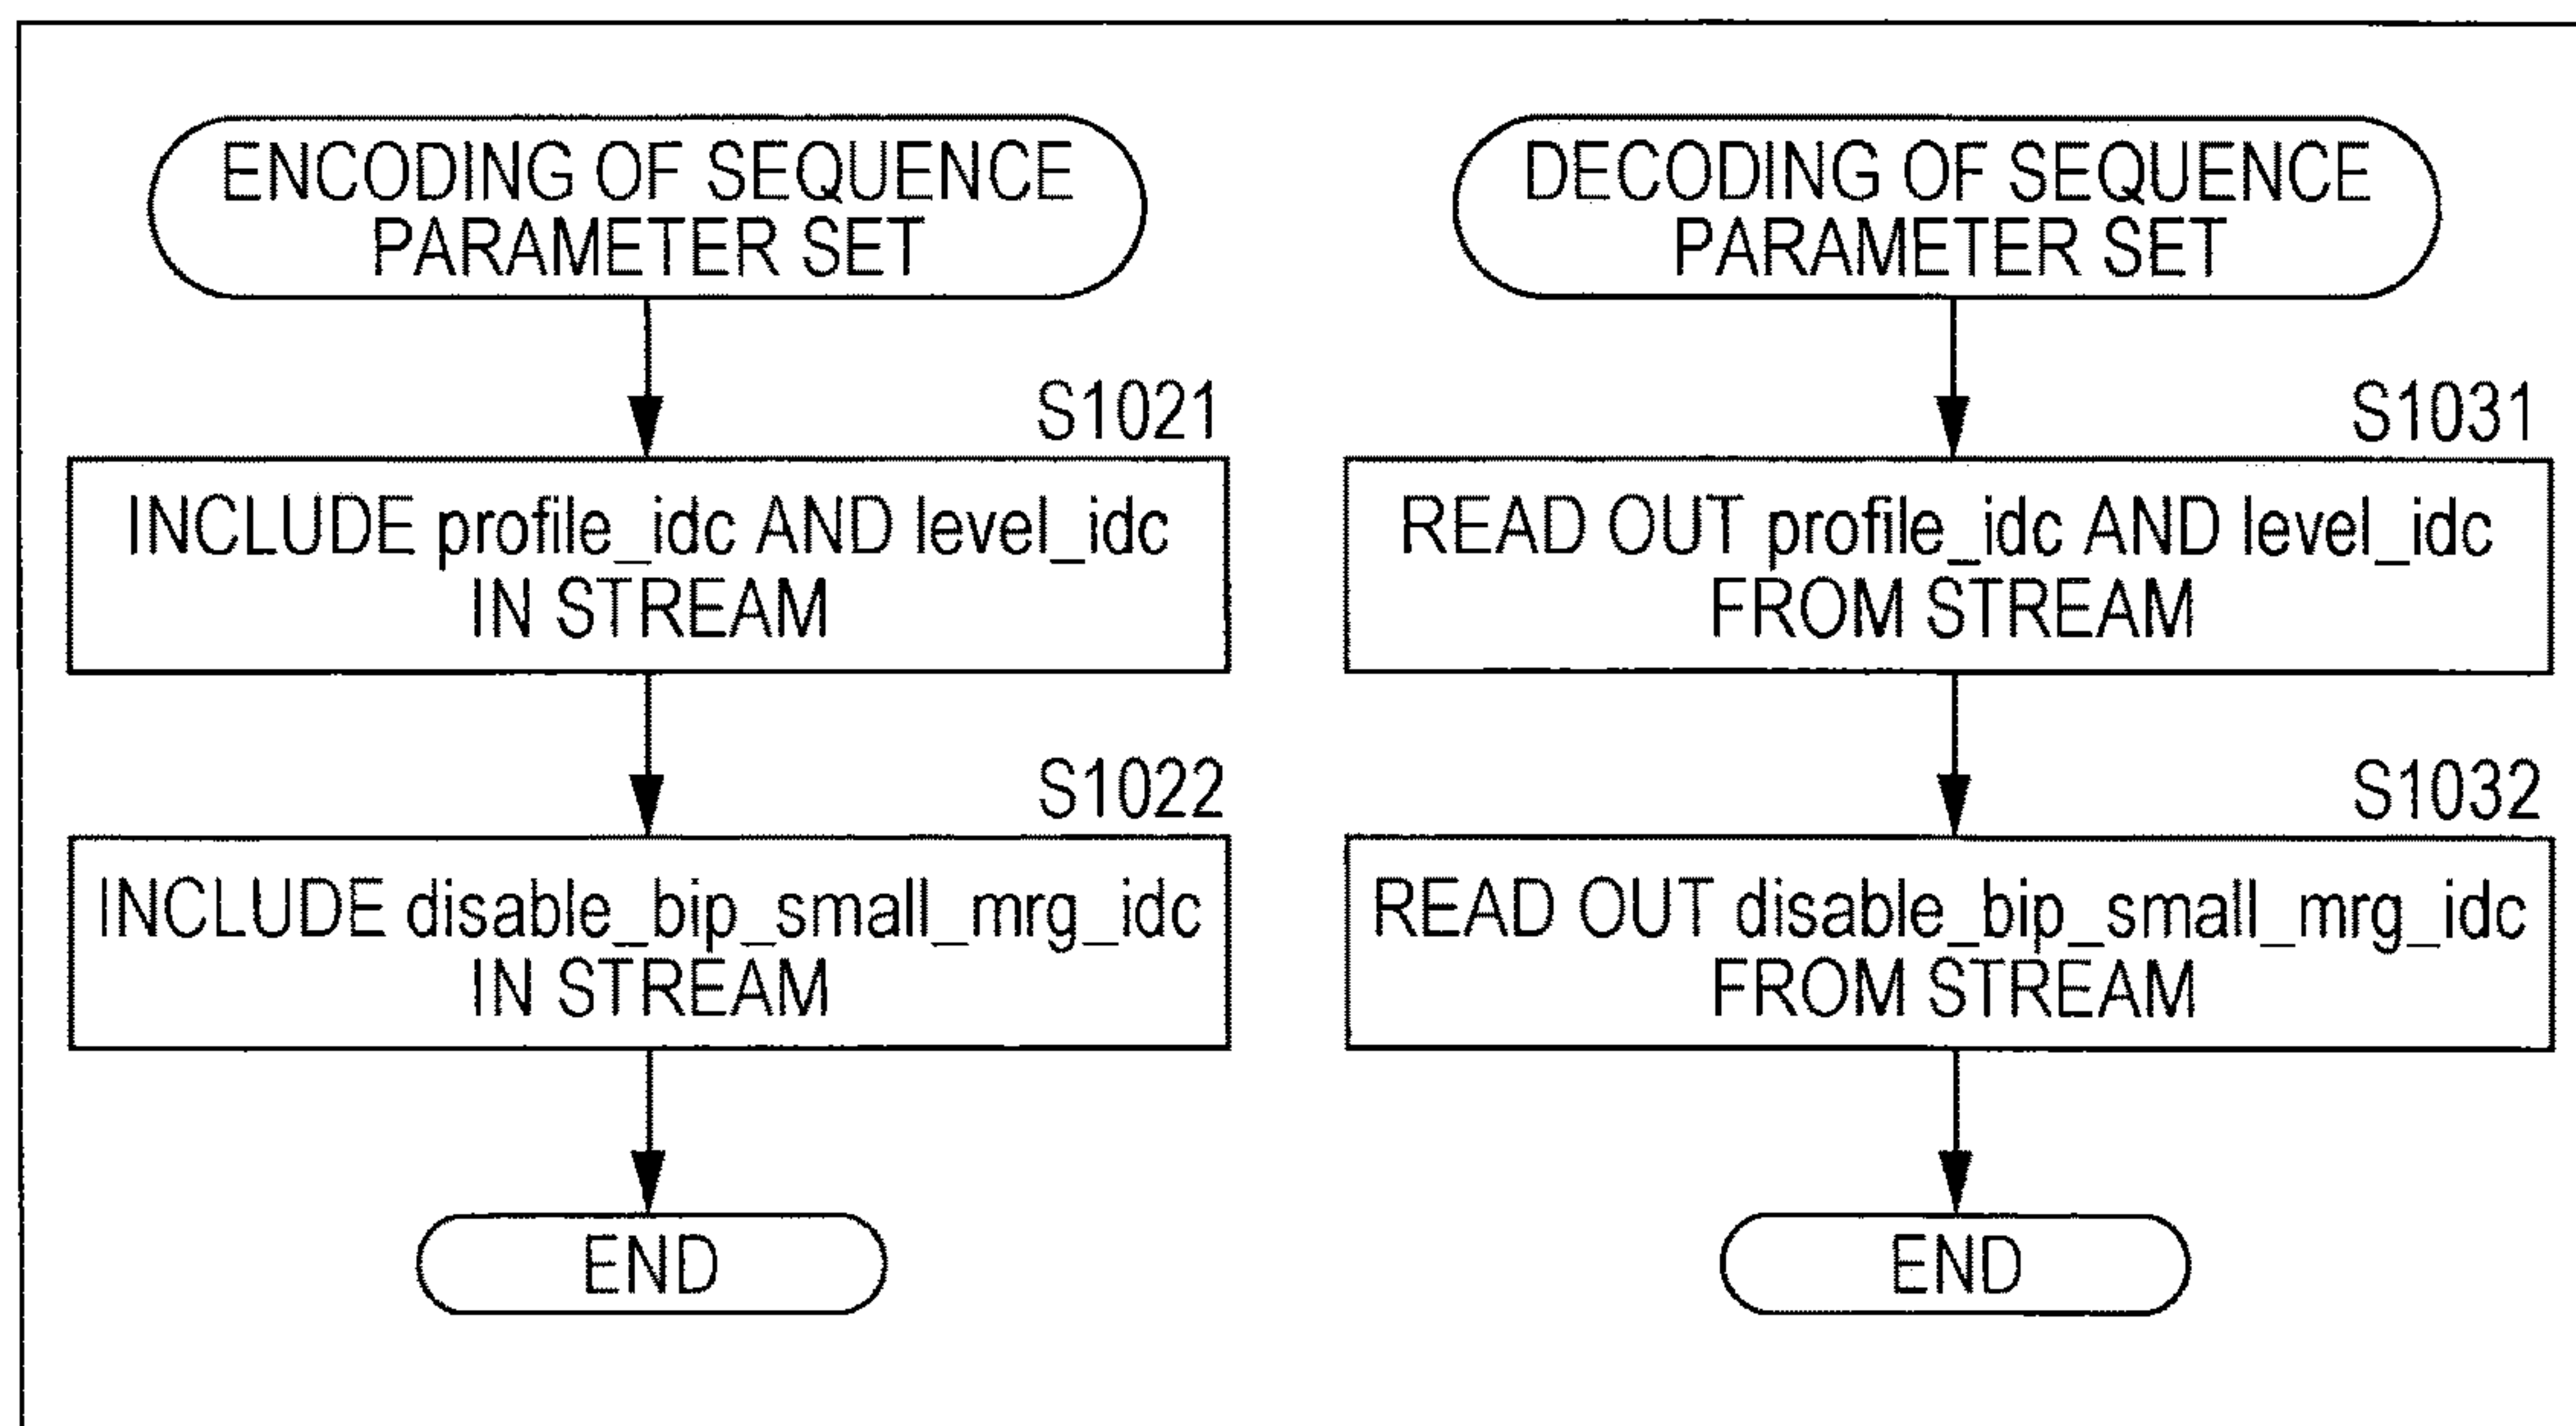 ENCODING OF SEQUENCE
PARAMETER SET
S1021
INCLUDE profile_idc AND level_idc
IN STREAM
S1022
INCLUDE disable_bip_small_mrg_idc
IN STREAM
END
DECODING OF SEQUENCE
PARAMETER SET
S1031
READ OUT profile_idc AND level_idc
FROM STREAM
S1032
READ OUT disable_bip_small_mrg_idc
FROM STREAM
END